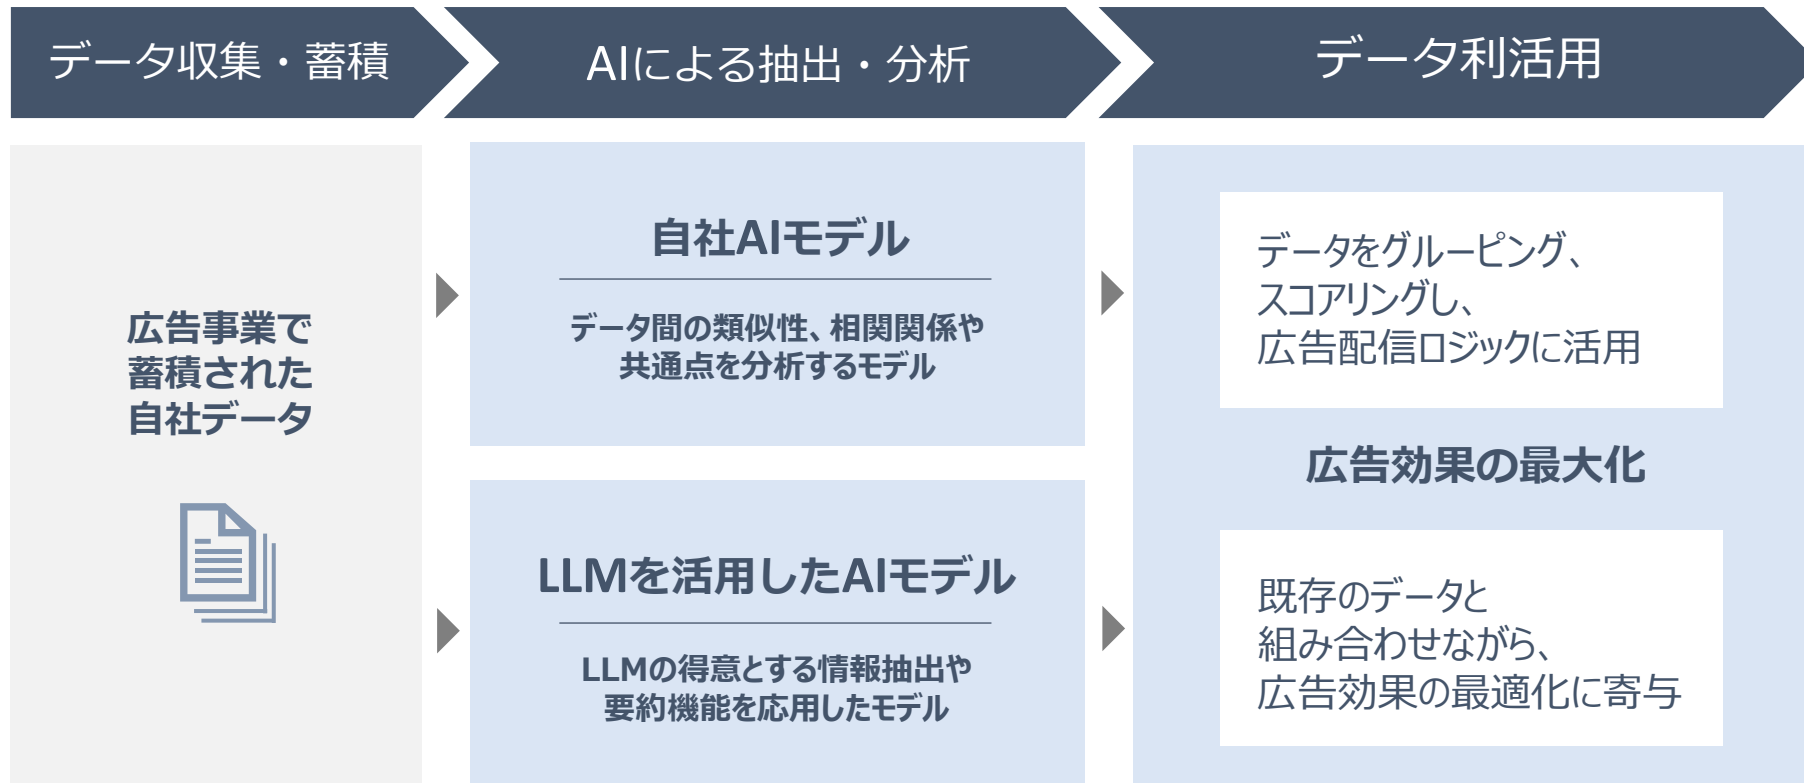 データ収集・蓄積
AIによる抽出・分析
データ利活用
広告事業で
蓄積された
自社データ
自社AIモデル
データ間の類似性、相関関係や
共通点を分析するモデル
LLMを活用したAIモデル
LLMの得意とする情報抽出や
要約機能を応用したモデル
データをグルーピング、
スコアリングし、
広告配信ロジックに活用
広告効果の最大化
既存のデータと
組み合わせながら、
広告効果の最適化に寄与